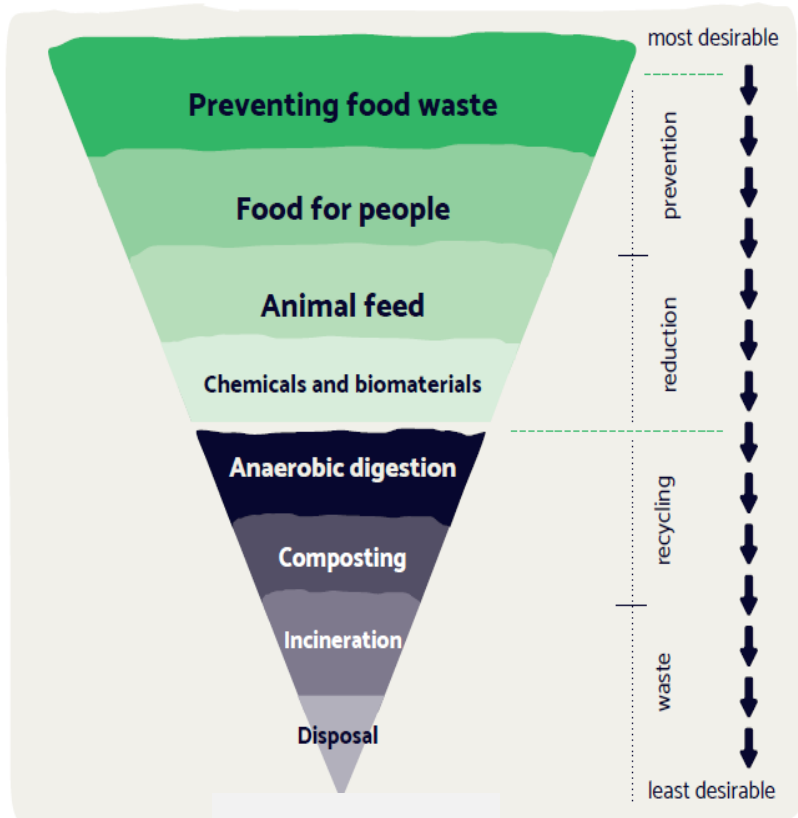 most desirable
Preventing food waste
prevention
Food for people
Animal feed
reduction
Chemicals and biomaterials
Anaerobic digestion
recycling
Composting
Incineration
waste
Disposal
least desirable